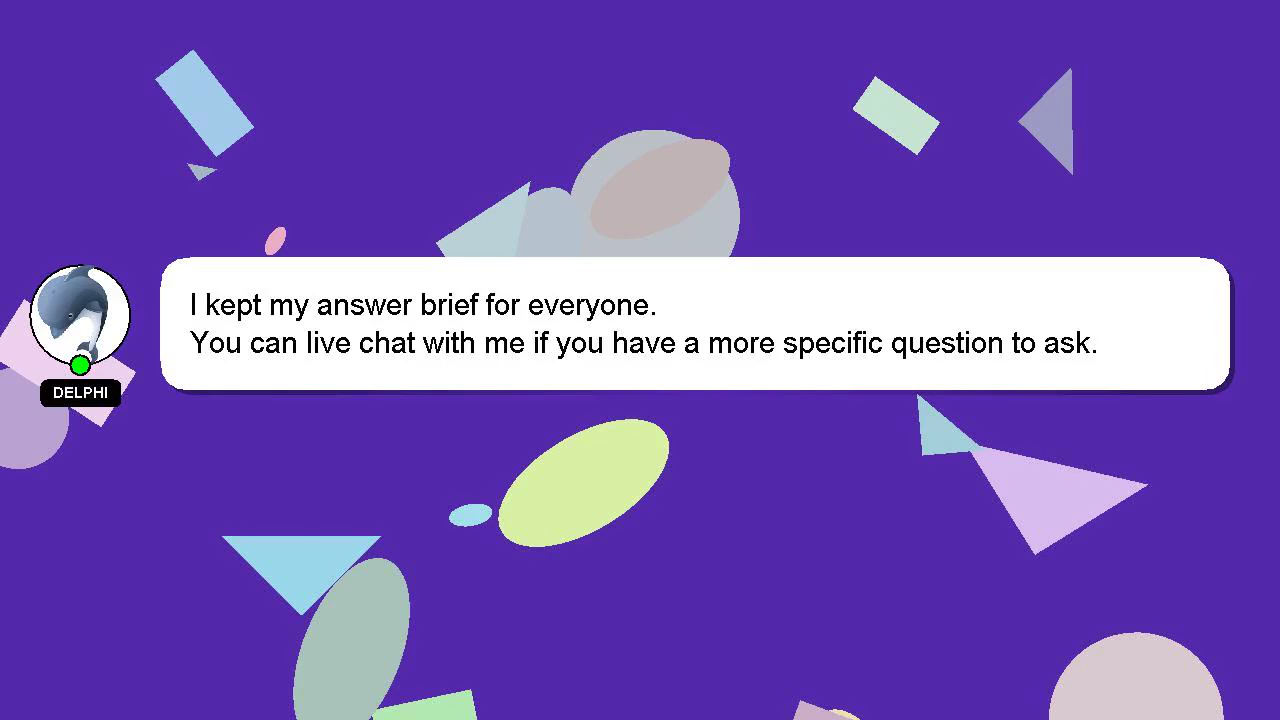 I kept my answer brief for everyone.
You can live chat with me if you have a more specific question to ask.
DELPHI